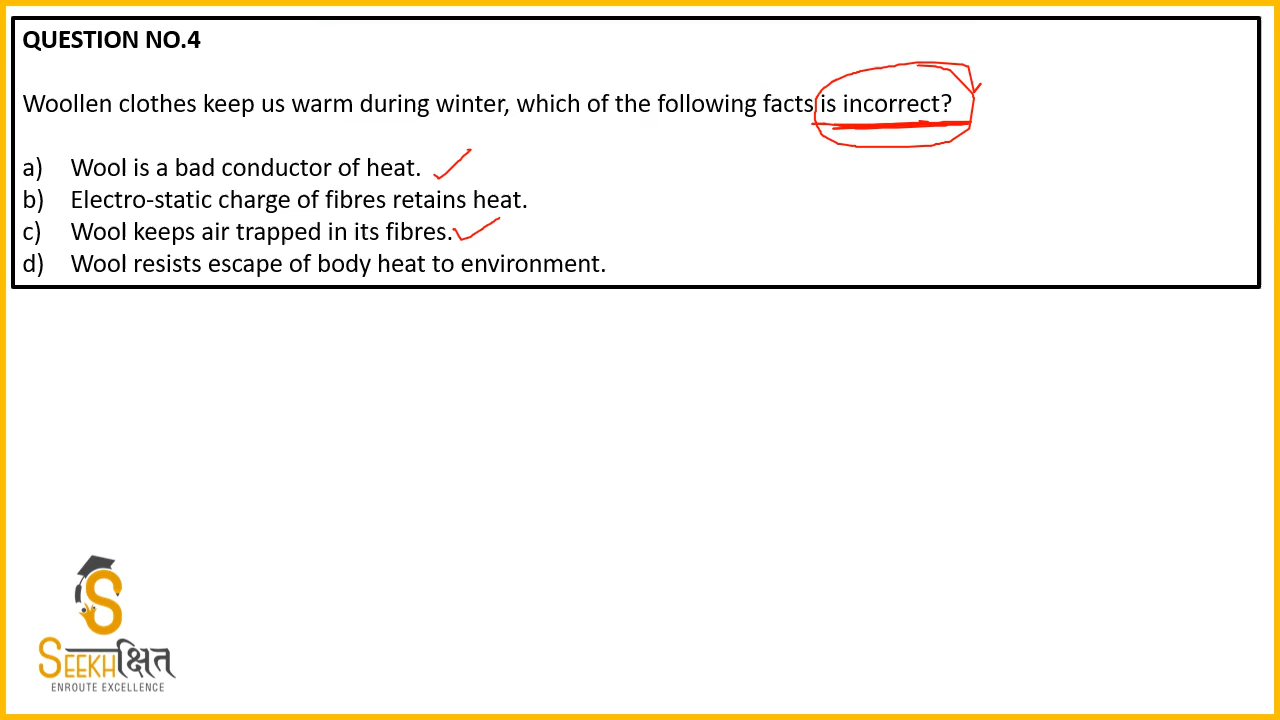 QUESTION NO.4
Woollen clothes keep us warm during winter, which of the following facts is incorrect?
a) Wool is a bad conductor of heat.
b) Electro-static charge of fibres retains heat.
c) Wool keeps air trapped in its fibres.
d) Wool resists escape of body heat to environment.
S
SEEKHक्षित
ENROUTE EXCELLENCE